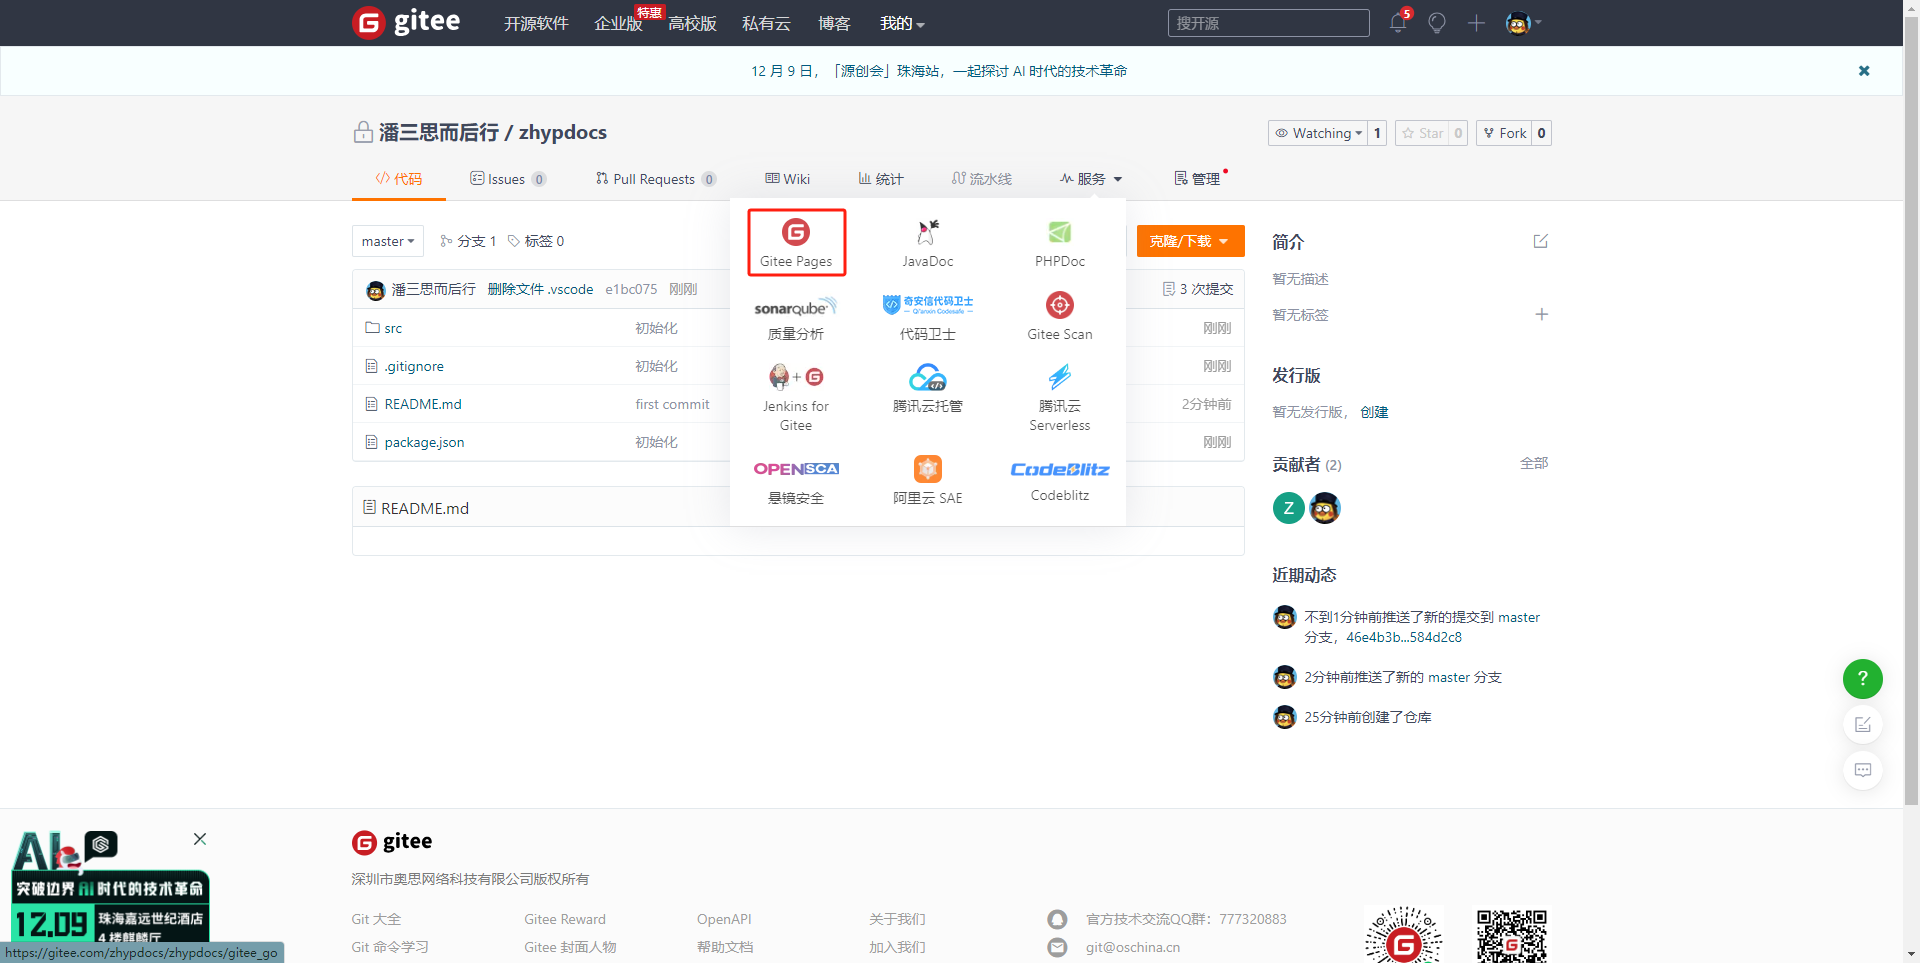 gitee 开源软件 企业版 特惠 高校版 私有云 博客 我的 搜开源 5
12 月 9 日，「源创会」珠海站，一起探讨 AI 时代的技术革命
潘三思而后行 / zhypdocs
Watching 1 Star 0 Fork 0
代码 Issues 0 Pull Requests 0 Wiki 统计 流水线 服务 管理
master 分支 1 标签 0
克隆/下载
潘三思而后行 删除文件 .vscode e1bc075 刚刚
3 次提交
src 初始化 刚刚
.gitignore 初始化 刚刚
README.md first commit 2分钟前
package.json 初始化 刚刚
README.md
Gitee Pages JavaDoc PHPDoc
sonarqube 奇安信代码卫士
Qi'anxin Codesafe
质量分析 代码卫士 Gitee Scan
+
Jenkins for
Gitee
腾讯云托管
腾讯云
Serverless
OPENSCA CodeBlitz
悬镜安全 阿里云 SAE Codeblitz
简介
暂无描述
暂无标签
发行版
暂无发行版， 创建
贡献者 (2) 全部
Z
近期动态
不到1分钟前推送了新的提交到 master
分支，46e4b3b...584d2c8
2分钟前推送了新的 master 分支
25分钟前创建了仓库
?
AI
突破边界 AI 时代的技术革命
12.09 珠海嘉远世纪酒店
4 楼麒麟厅
https://gitee.com/zhypdocs/zhypdocs/gitee_go
gitee
深圳市奥思网络科技有限公司版权所有
Git 大全 Gitee Reward OpenAPI 关于我们 官方技术交流QQ群：777320883
Git 命令学习 Gitee 封面人物 帮助文档 加入我们 git@oschina.cn